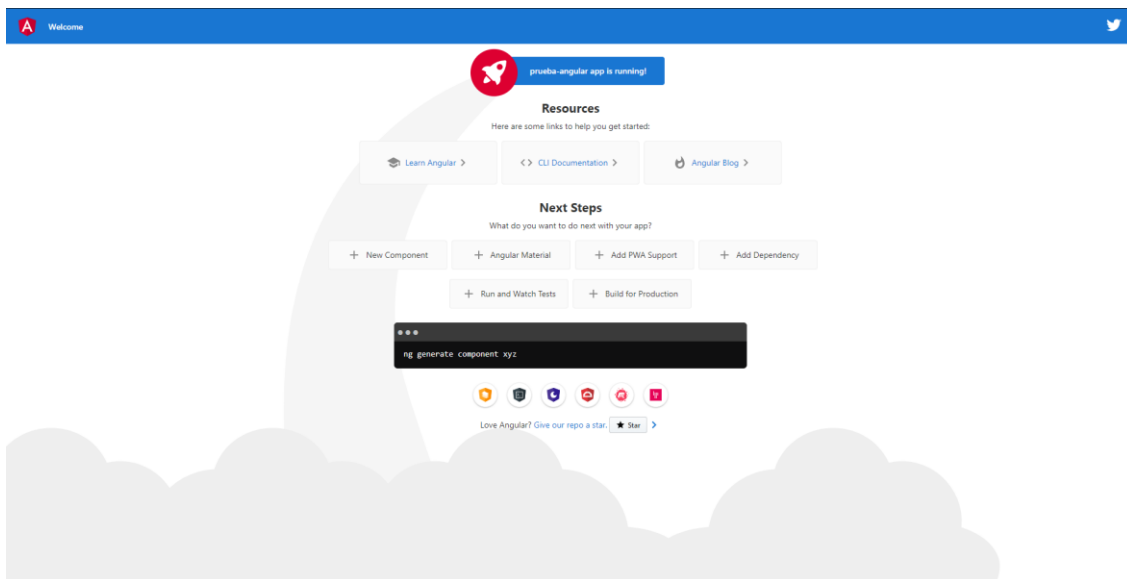 Welcome
prueba-angular app is running!
Resources
Here are some links to help you get started:
Learn Angular
CLI Documentation
Angular Blog
Next Steps
What do you want to do next with your app?
New Component
Angular Material
Add PWA Support
Add Dependency
Run and Watch Tests
Build for Production
ng generate component xyz
Love Angular? Give our repo a star. Star